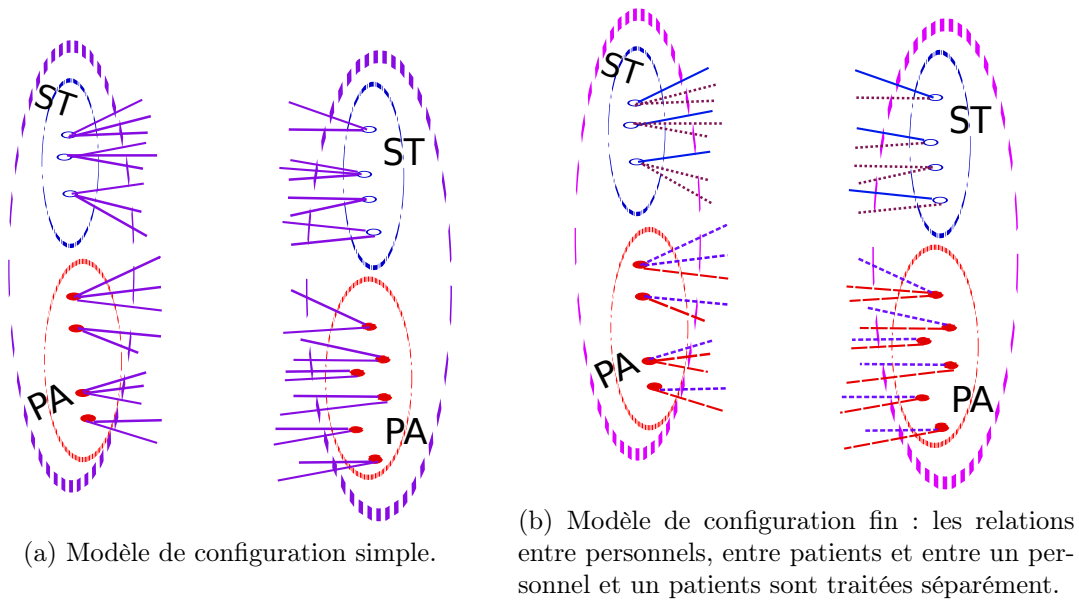 ST
ST
PA
PA
(a) Modèle de configuration simple.
ST
ST
PA
PA
(b) Modèle de configuration fin : les relations
entre personnels, entre patients et entre un per-
sonnel et un patients sont traitées séparément.